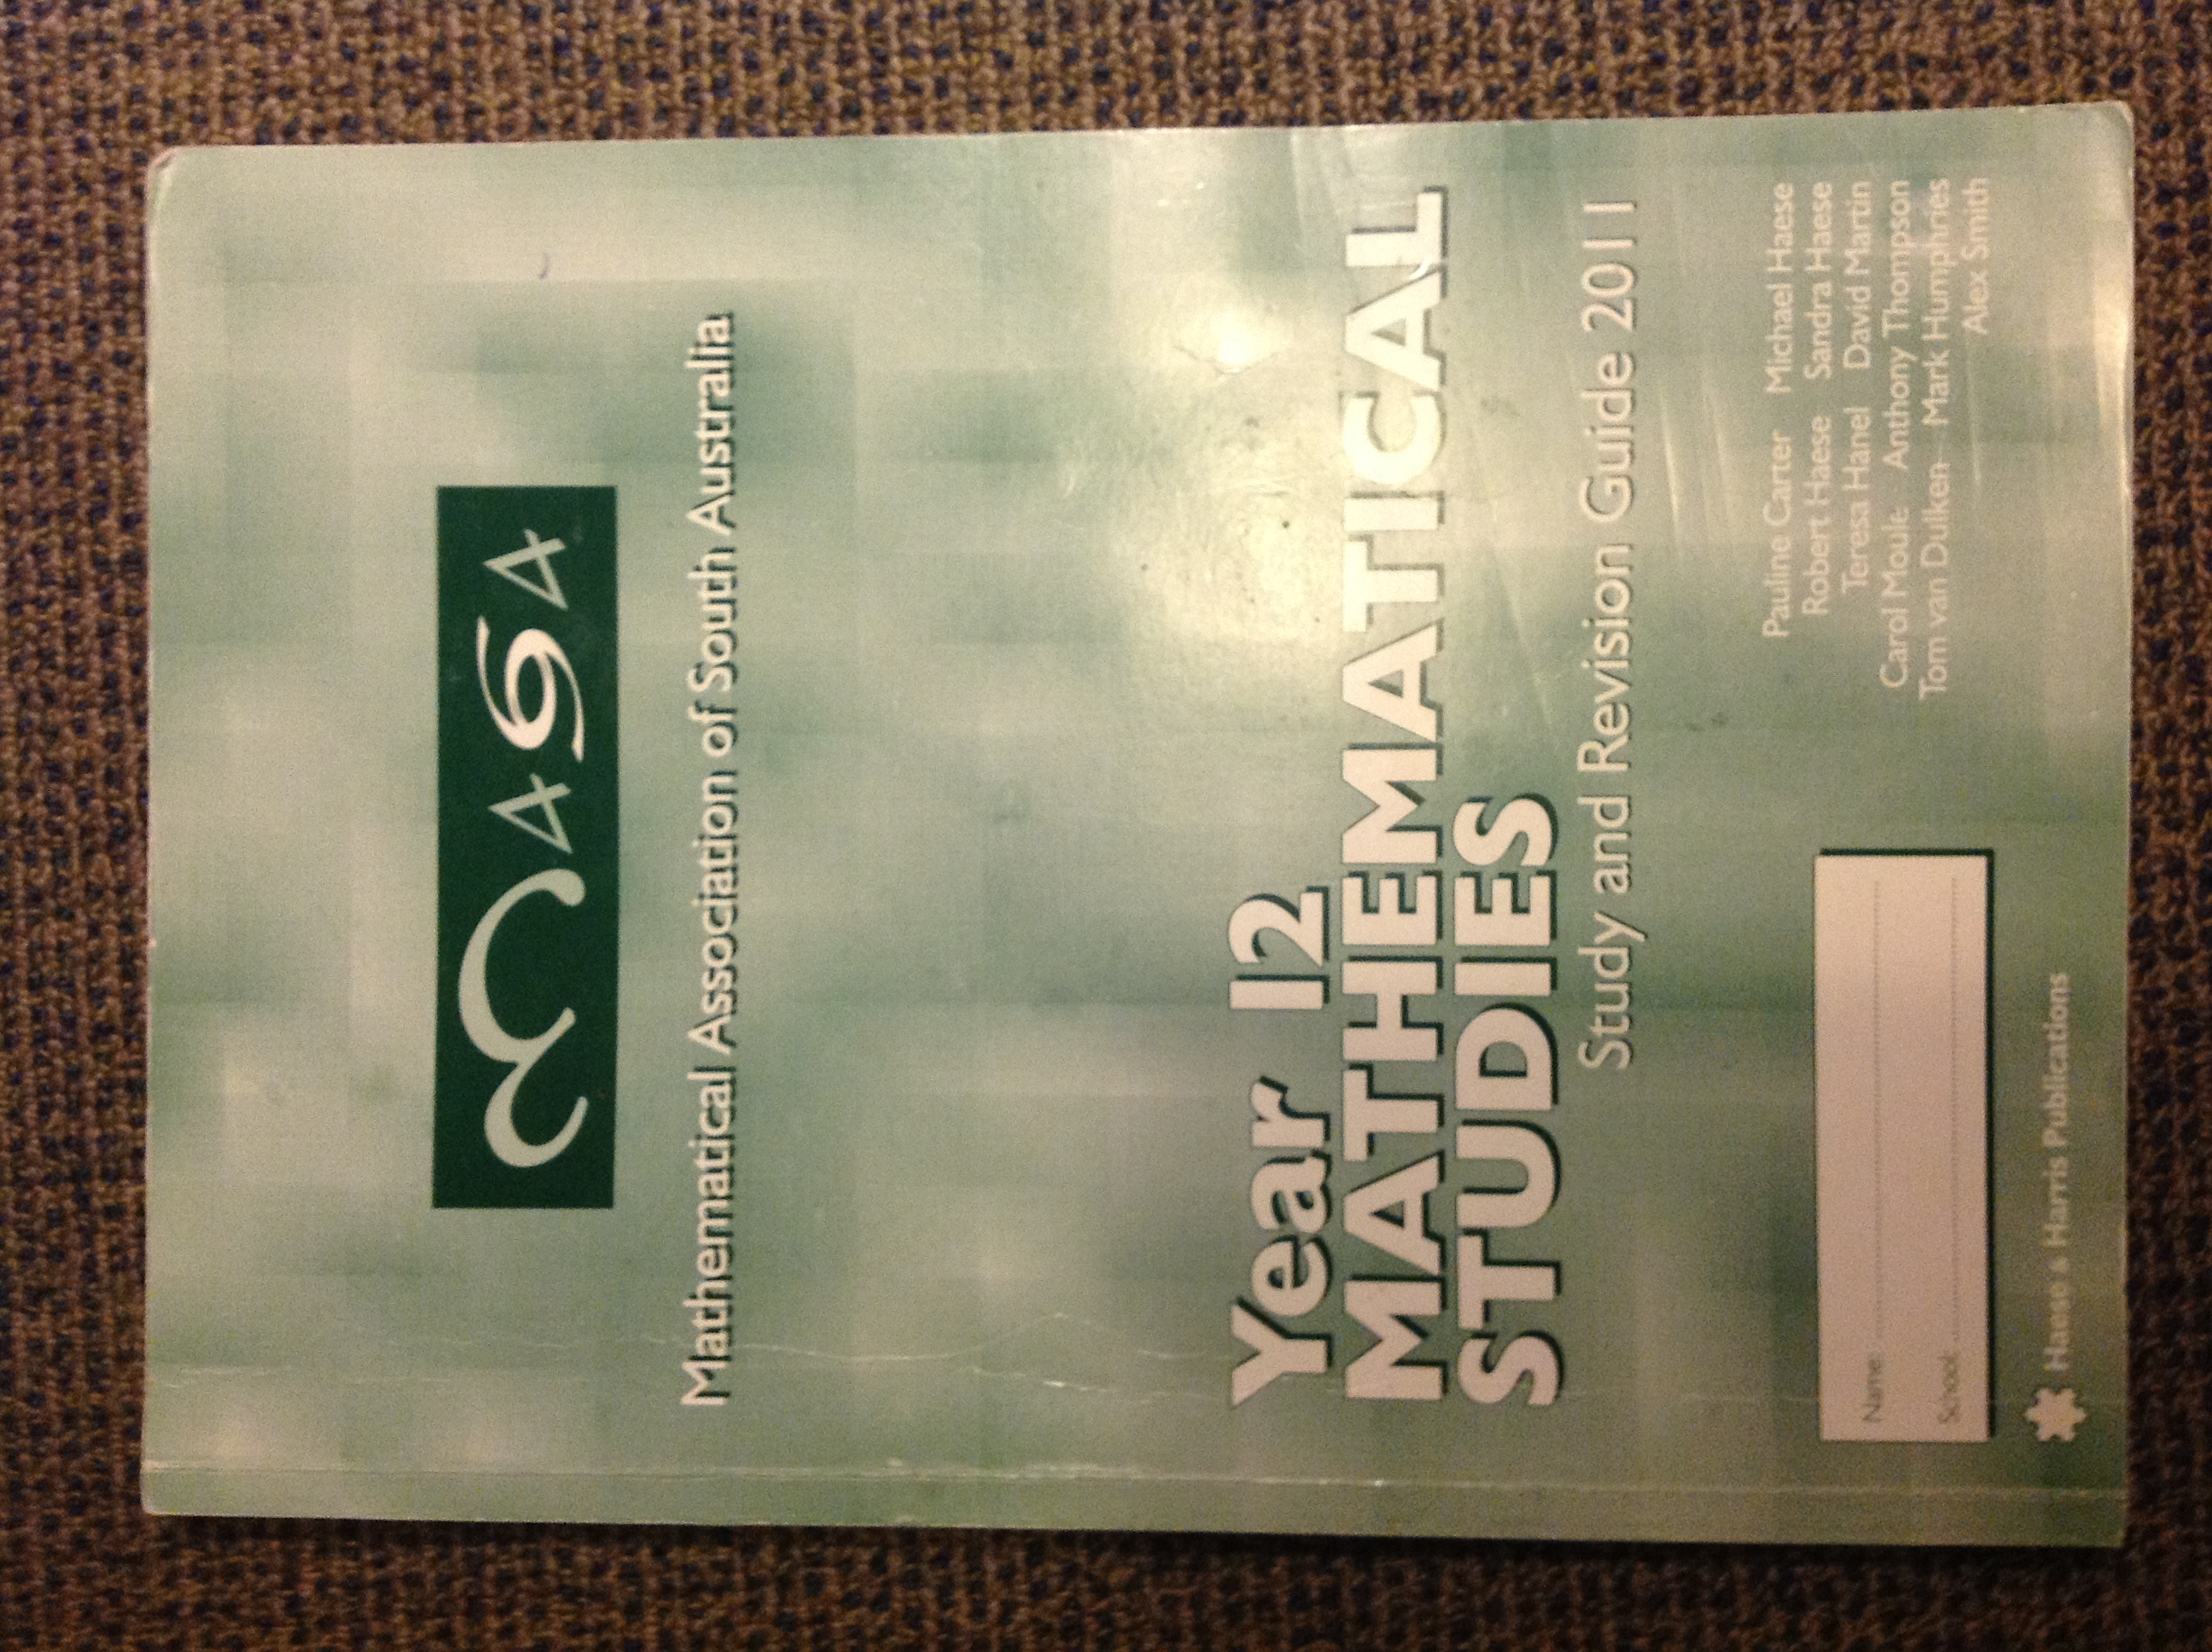 MASA
Mathematical Association of South Australia
Year 12
MATHEMATICAL
STUDIES
Study and Revision Guide 2011
Pauline Carter Michael Haese
Robert Haese Sandra Haese
Teresa Hanel David Martin
Carol Moule Anthony Thompson
Tom van Dulken Mark Humphries
Alex Smith
Name:
School:
Haese & Harris Publications